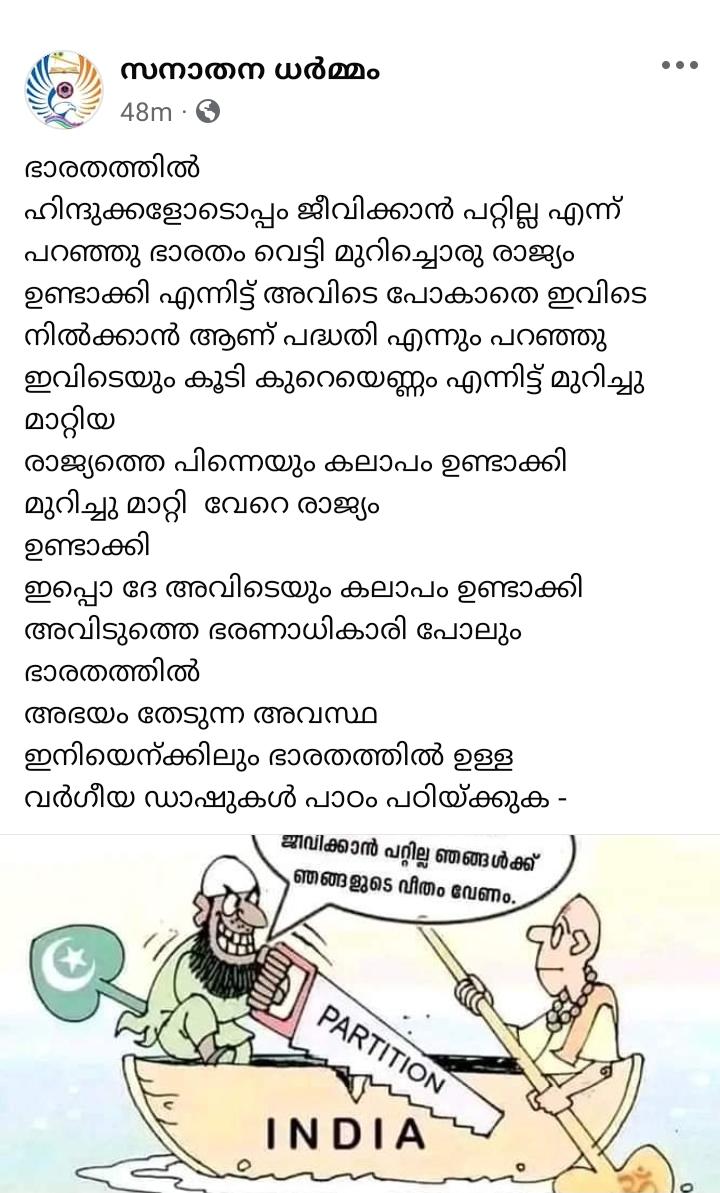 സനാതന ധർമ്മം
48m ·
ഭാരതത്തിൽ
ഹിന്ദുക്കളോടൊപ്പം ജീവിക്കാൻ പറ്റില്ല എന്ന്
പറഞ്ഞു ഭാരതം വെട്ടി മുറിച്ചൊരു രാജ്യം
ഉണ്ടാക്കി എന്നിട്ട് അവിടെ പോകാതെ ഇവിടെ
നിൽക്കാൻ ആണ് പദ്ധതി എന്നും പറഞ്ഞു
ഇവിടെയും കൂടി കുറെയെണ്ണം എന്നിട്ട് മുറിച്ചു
മാറ്റിയ
രാജ്യത്തെ പിന്നെയും കലാപം ഉണ്ടാക്കി
മുറിച്ചു മാറ്റി വേറെ രാജ്യം
ഉണ്ടാക്കി
ഇപ്പൊ ദേ അവിടെയും കലാപം ഉണ്ടാക്കി
അവിടുത്തെ ഭരണാധികാരി പോലും
ഭാരതത്തിൽ
അഭയം തേടുന്ന അവസ്ഥ
ഇനിയെന്ക്കിലും ഭാരതത്തിൽ ഉള്ള
വർഗീയ ഡാഷുകൾ പാഠം പഠിയ്ക്കുക -
ജീവിക്കാൻ പറ്റില്ല ഞങ്ങൾക്ക്
ഞങ്ങളുടെ വീതം വേണം.
PARTITION
INDIA
ॐ